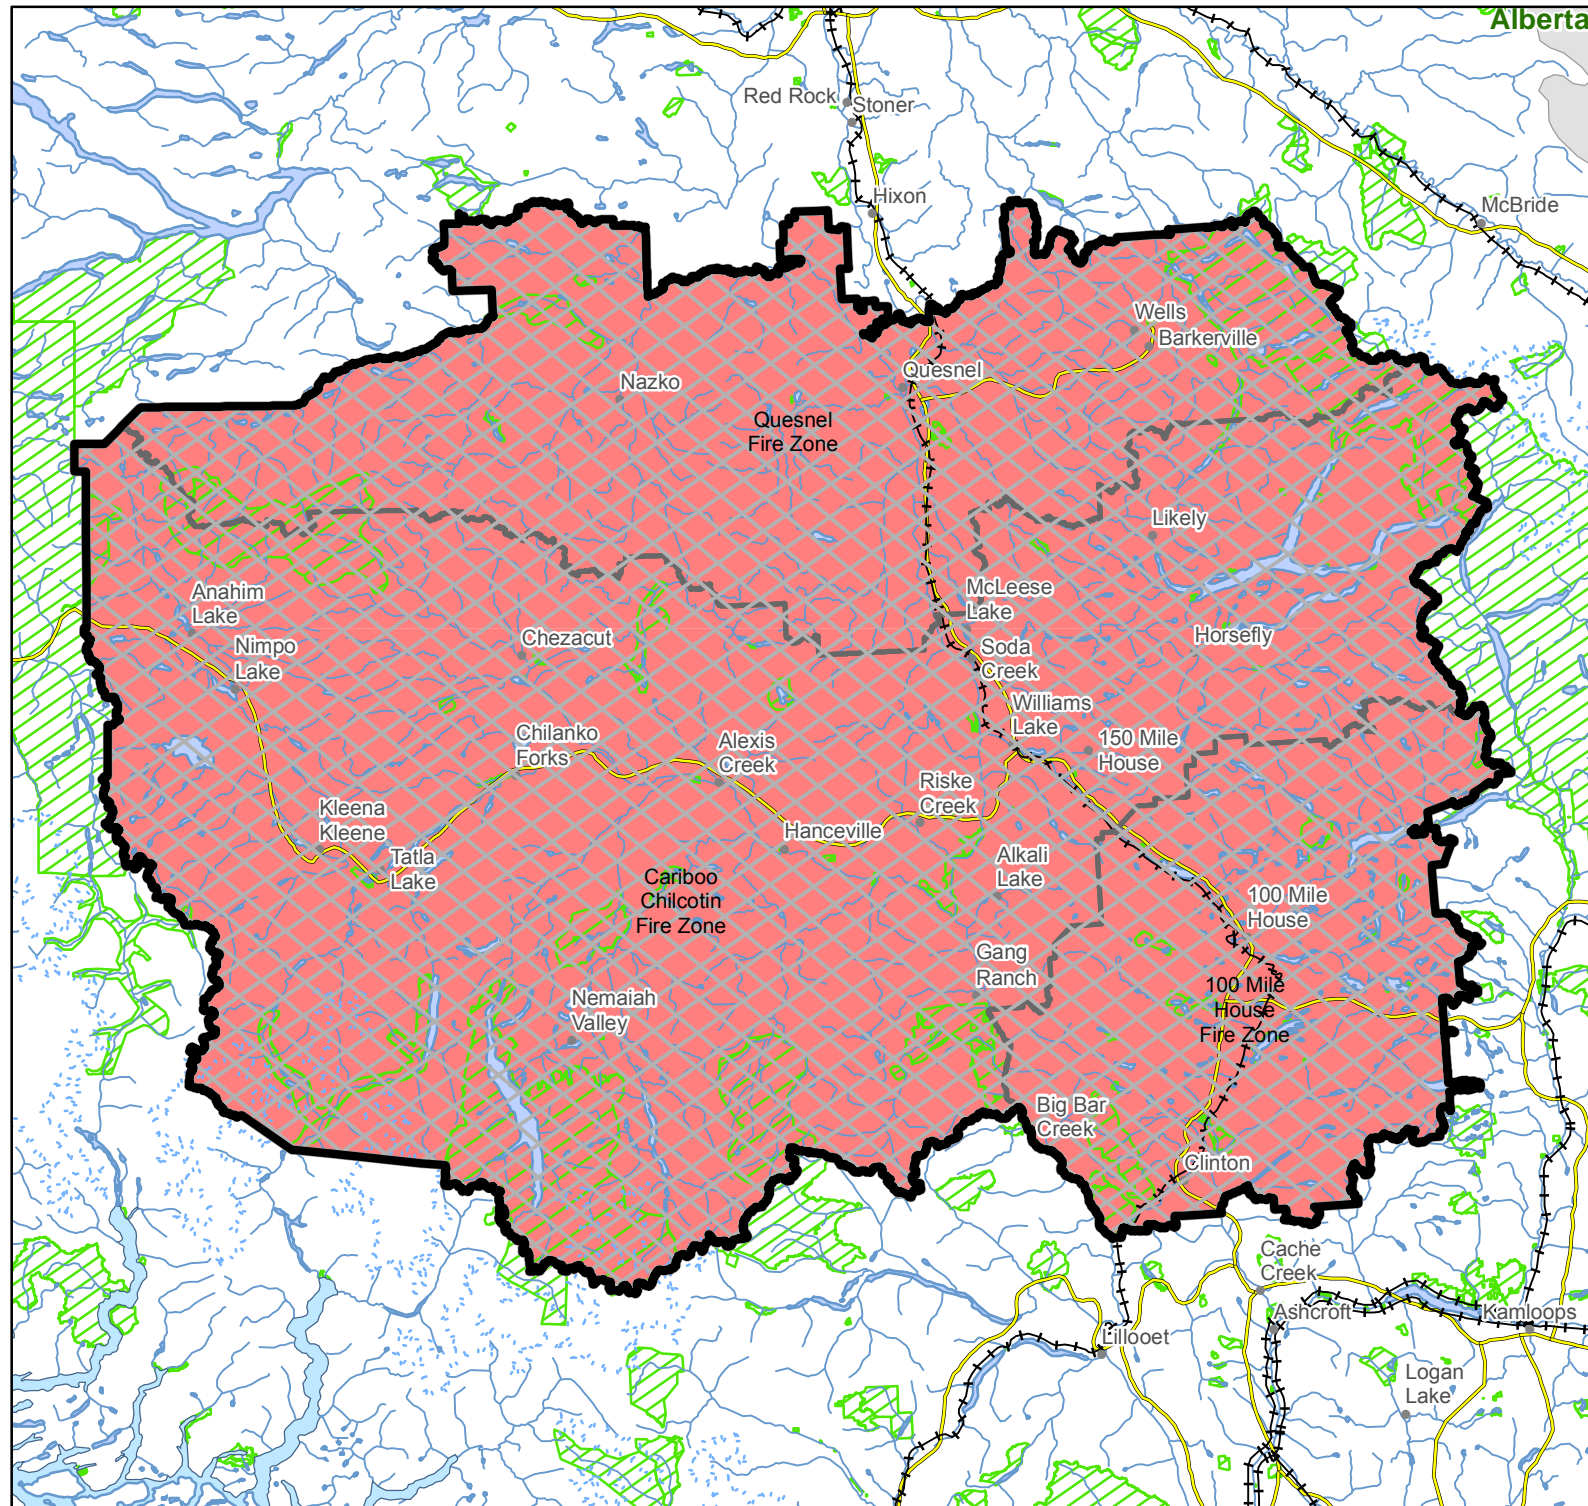 Alberta
Red Rock
Stoner
Hixon
McBride
Wells
Barkerville
Quesnel
Nazko
Quesnel
Fire Zone
Likely
Anahim
Lake
McLeese
Lake
Chezacut
Horsefly
Nimpo
Lake
Soda
Creek
Williams
Lake
Chilanko
Forks
Alexis
Creek
150 Mile
House
Riske
Creek
Kleena
Kleene
Hanceville
Tatla
Lake
Alkali
Lake
Cariboo
Chilcotin
Fire Zone
100 Mile
House
Gang
Ranch
100 Mile
House
Fire Zone
Nemaiah
Valley
Big Bar
Creek
Clinton
Cache
Creek
Ashcroft
Kamloops
Lillooet
Logan
Lake